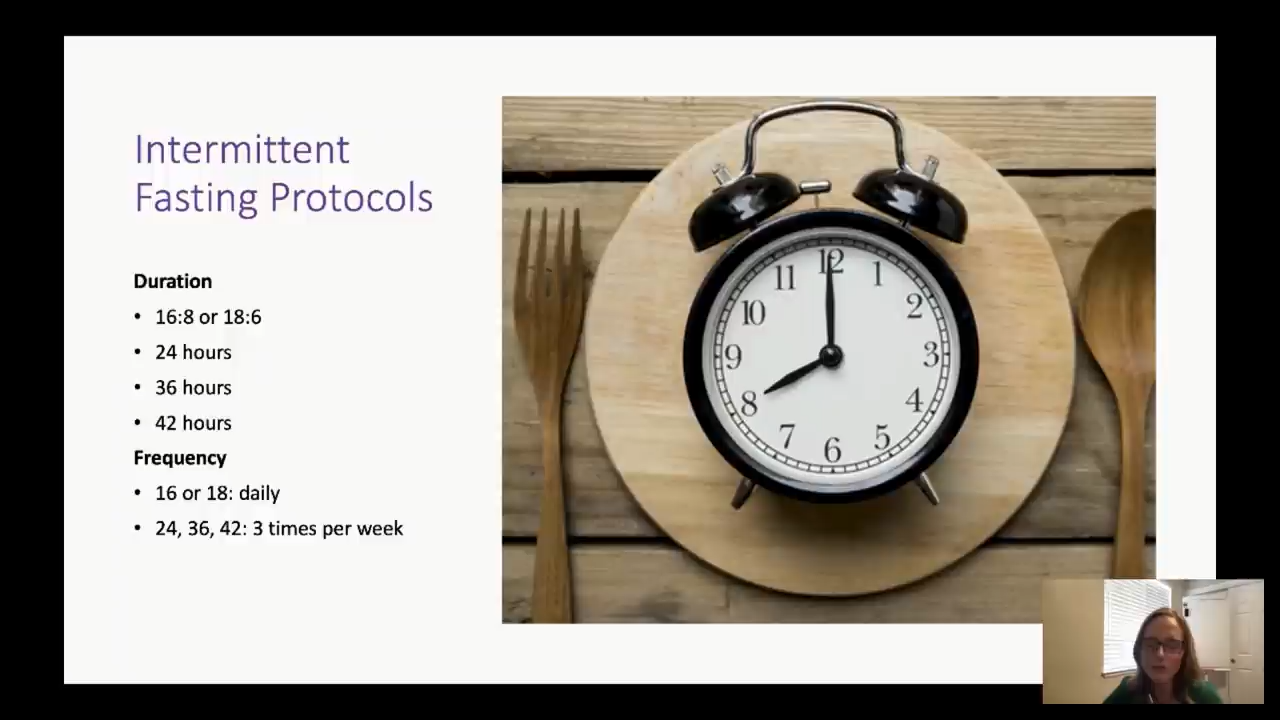 Intermittent
Fasting Protocols
Duration
• 16:8 or 18:6
• 24 hours
• 36 hours
• 42 hours
Frequency
• 16 or 18: daily
• 24, 36, 42: 3 times per week
12
1
2
3
4
5
6
7
8
9
10
11